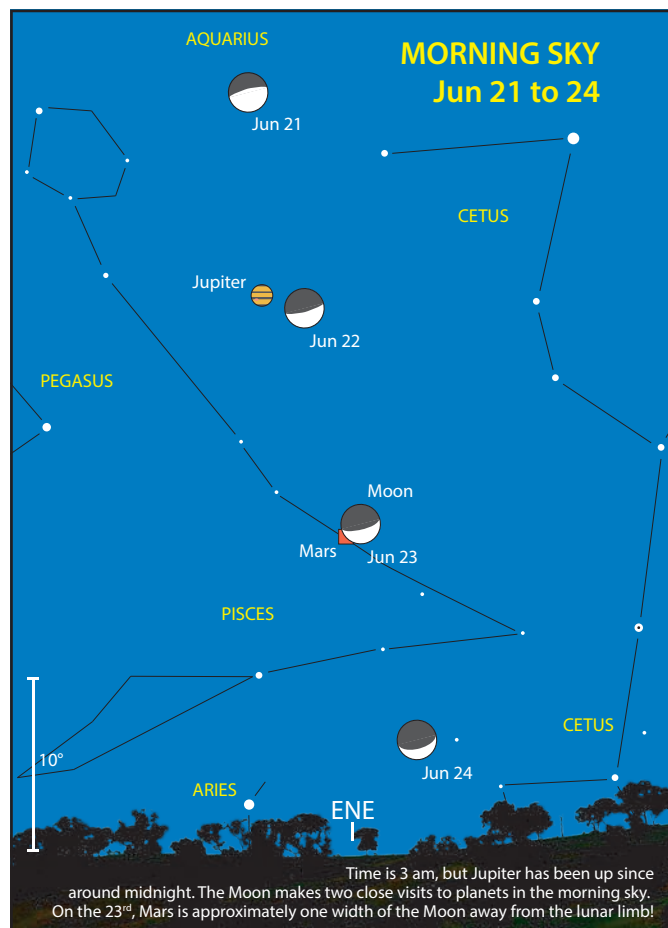 AQUARIUS
MORNING SKY
Jun 21 to 24
Jun 21
CETUS
Jupiter
Jun 22
PEGASUS
Moon
Mars
Jun 23
PISCES
10°
CETUS
Jun 24
ARIES
ENE
Time is 3 am, but Jupiter has been up since
around midnight. The Moon makes two close visits to planets in the morning sky.
On the 23rd, Mars is approximately one width of the Moon away from the lunar limb!